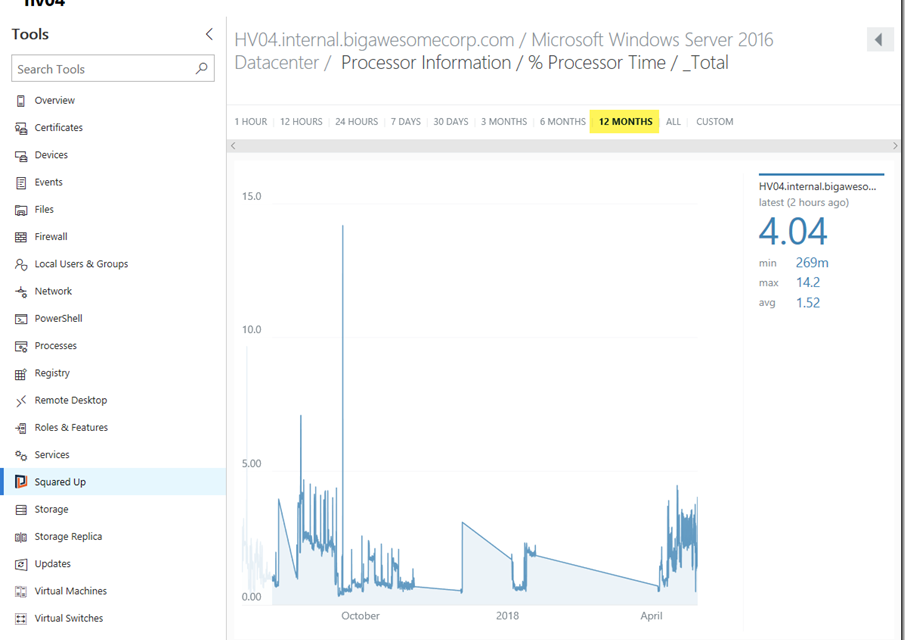 hv04
Tools
Search Tools
Overview
Certificates
Devices
Events
Files
Firewall
Local Users & Groups
Network
PowerShell
Processes
Registry
Remote Desktop
Roles & Features
Services
Squared Up
Storage
Storage Replica
Updates
Virtual Machines
Virtual Switches
HV04.internal.bigawesomecorp.com / Microsoft Windows Server 2016
Datacenter / Processor Information / % Processor Time / _Total
1 HOUR 12 HOURS 24 HOURS 7 DAYS 30 DAYS 3 MONTHS 6 MONTHS 12 MONTHS ALL CUSTOM
15.0
10.0
5.00
0.00
October 2018 April
HV04.internal.bigaweso...
latest (2 hours ago)
4.04
min 269m
max 14.2
avg 1.52